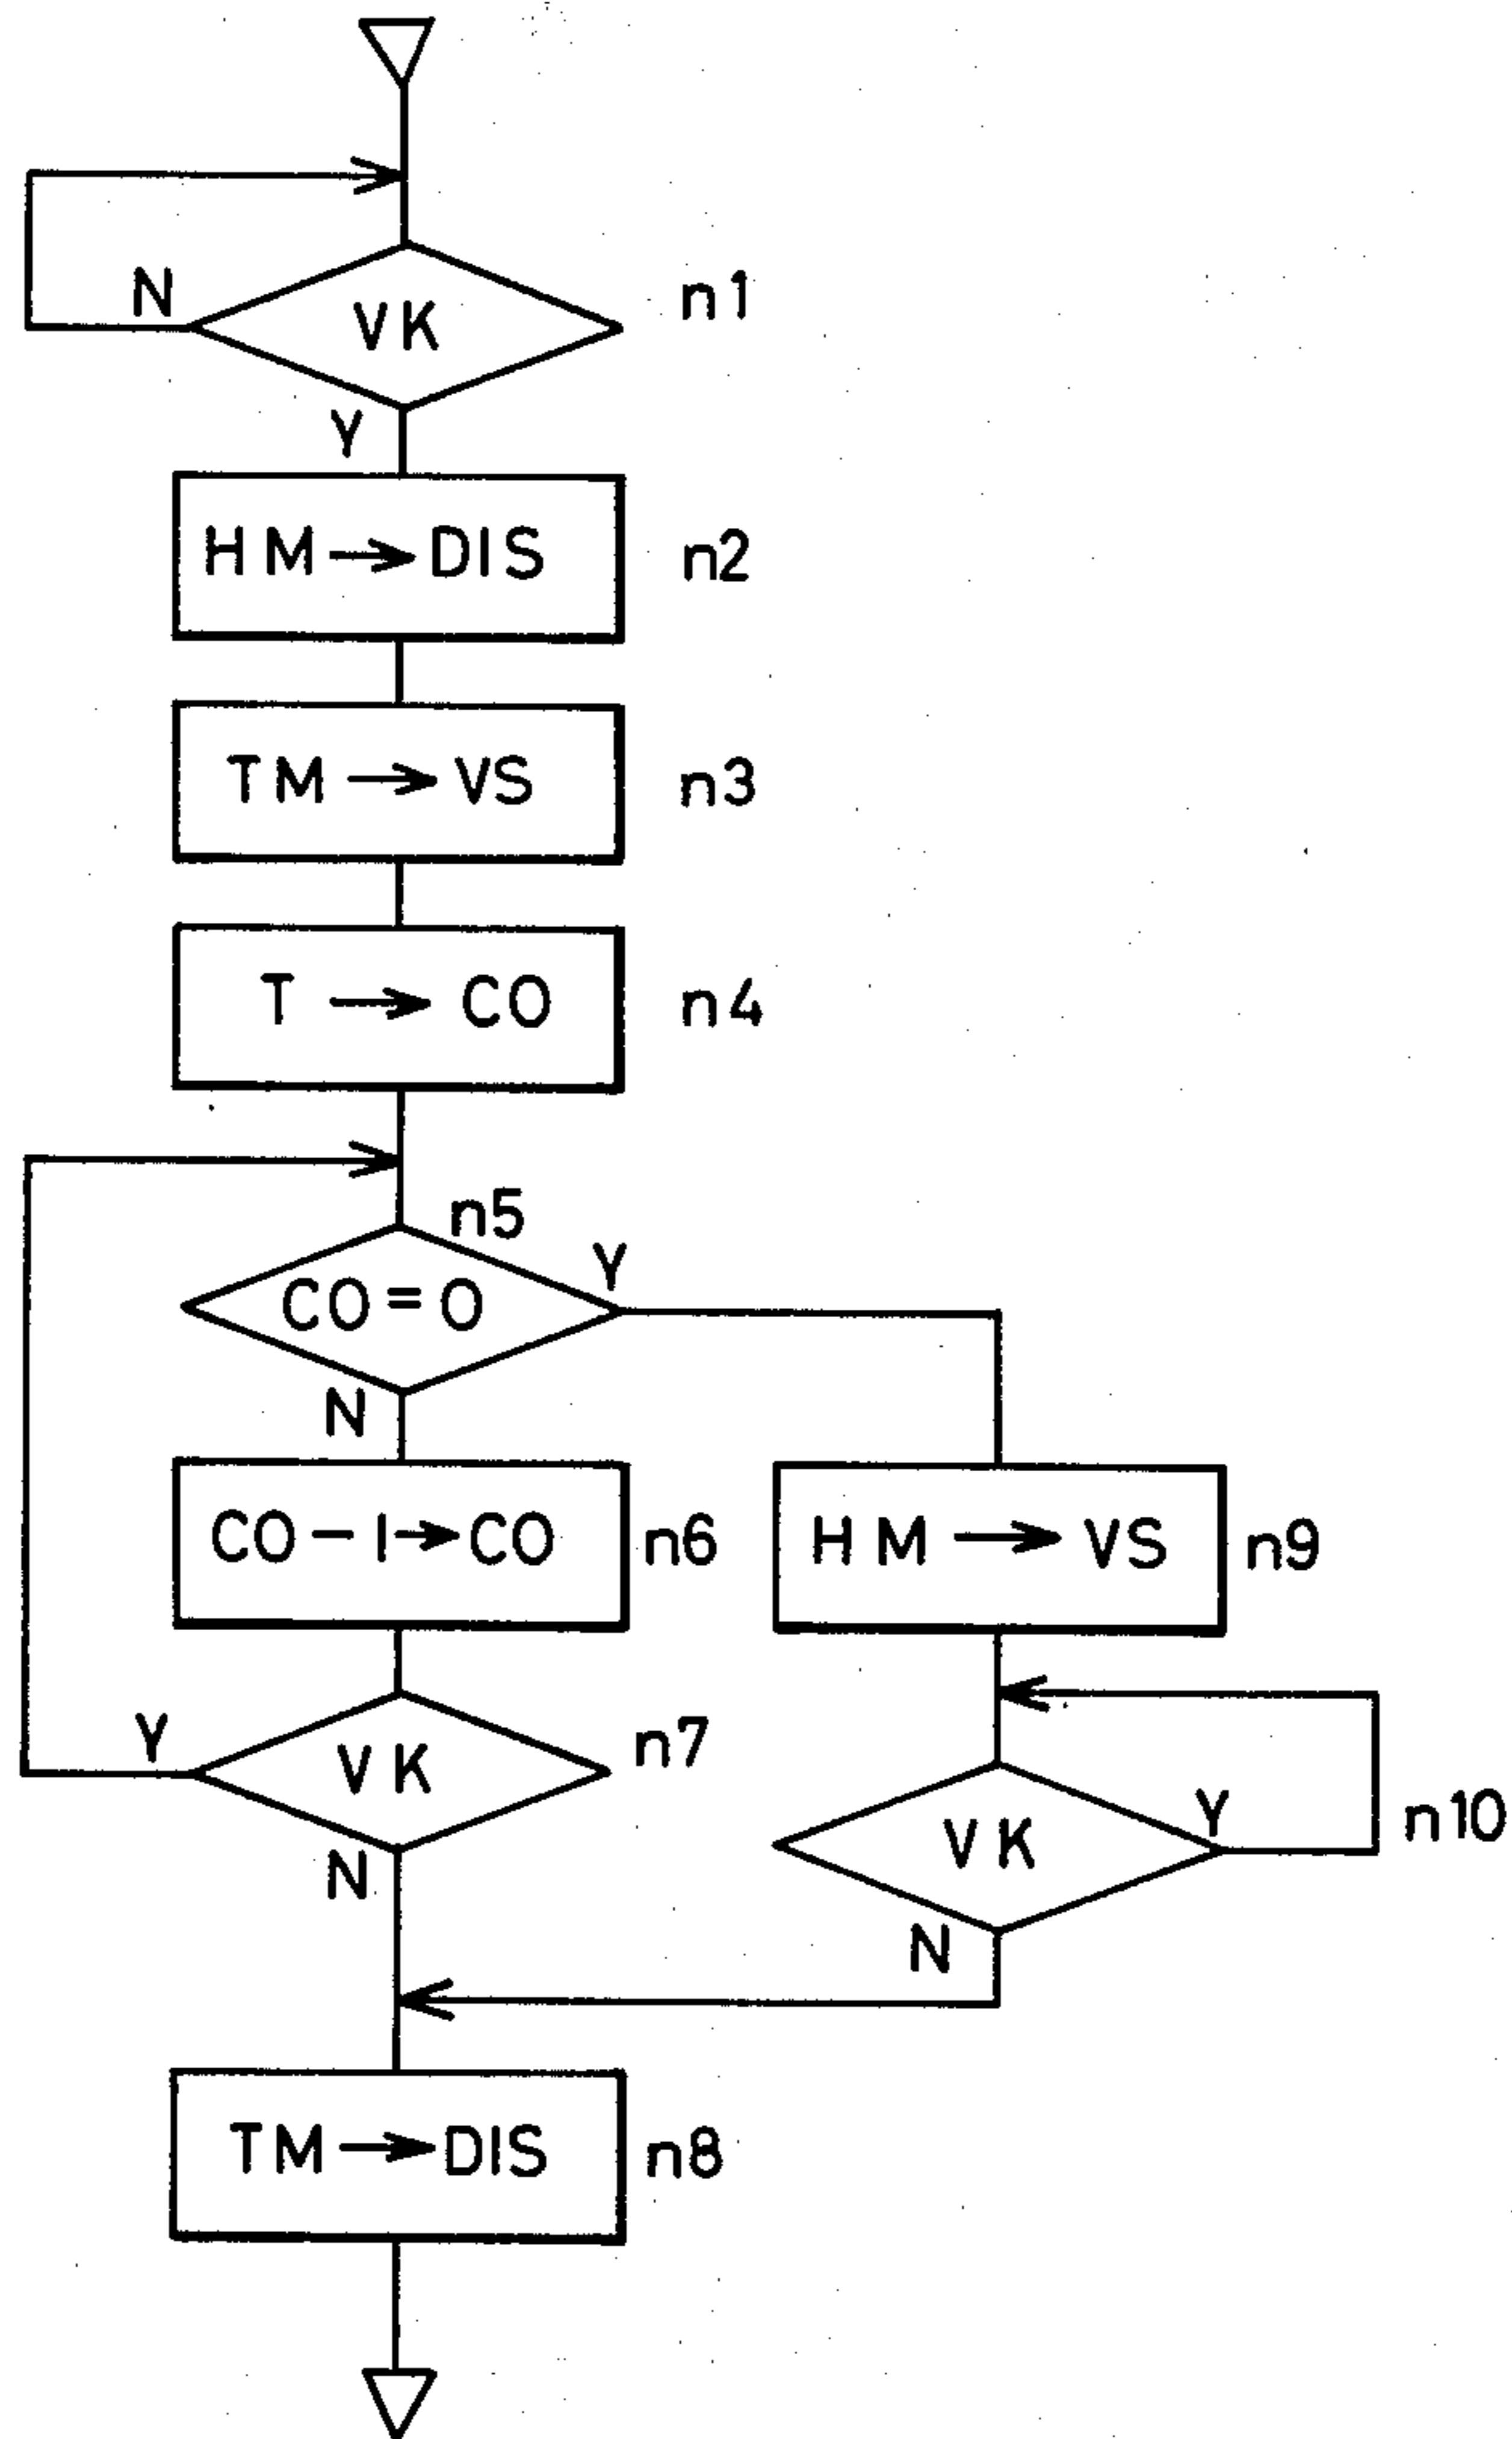 N
VK
n1
Y
HM→DIS
n2
TM→VS
n3
T→CO
n4
n5
Y
CO=O
N
CO-I→CO
n6
HM→VS
n9
Y
VK
n7
N
Y
VK
n10
N
TM→DIS
n8